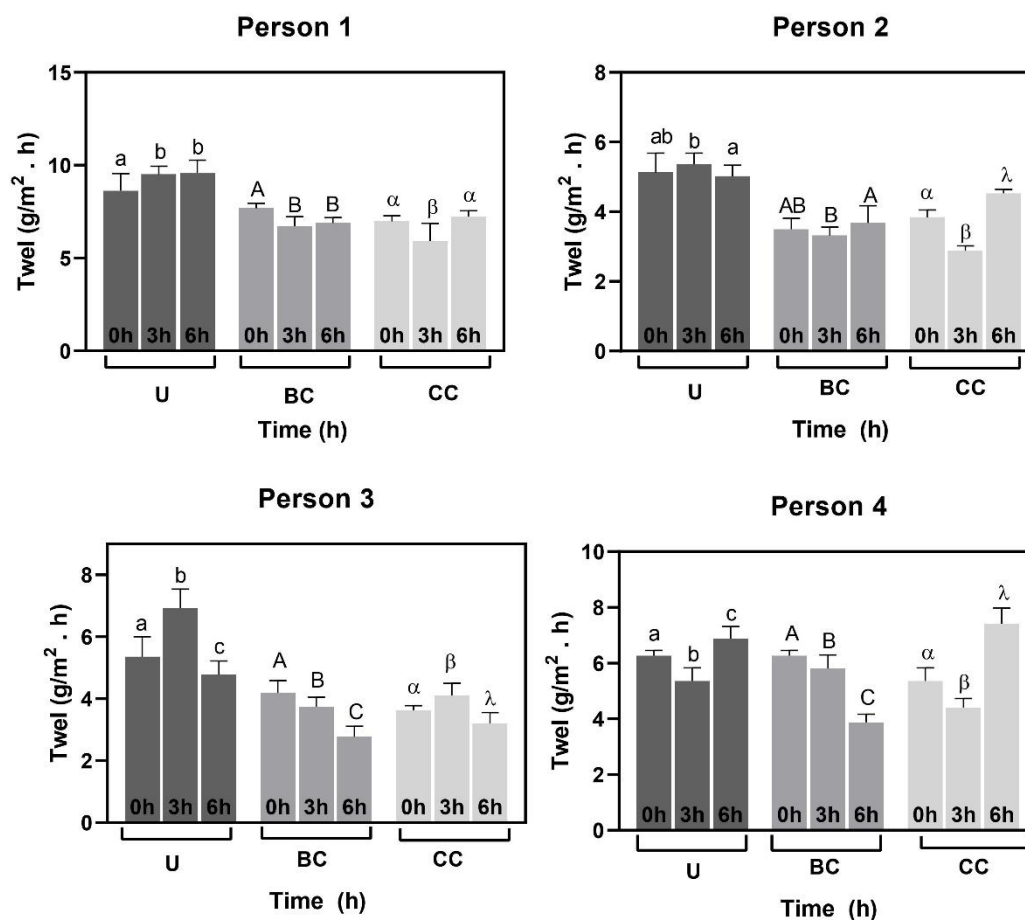 Person 1
Twel (g/m² . h)
15
10
5
0
a b b A B B α β α
0h 3h 6h 0h 3h 6h 0h 3h 6h
U BC CC
Time (h)
Person 2
Twel (g/m² . h)
8
6
4
2
0
ab b a AB B A α β λ
0h 3h 6h 0h 3h 6h 0h 3h 6h
U BC CC
Time (h)
Person 3
Twel (g/m² . h)
8
6
4
2
0
a b c A B C α β λ
0h 3h 6h 0h 3h 6h 0h 3h 6h
U BC CC
Time (h)
Person 4
Twel (g/m² . h)
10
8
6
4
2
0
a b c A B C α β λ
0h 3h 6h 0h 3h 6h 0h 3h 6h
U BC CC
Time (h)